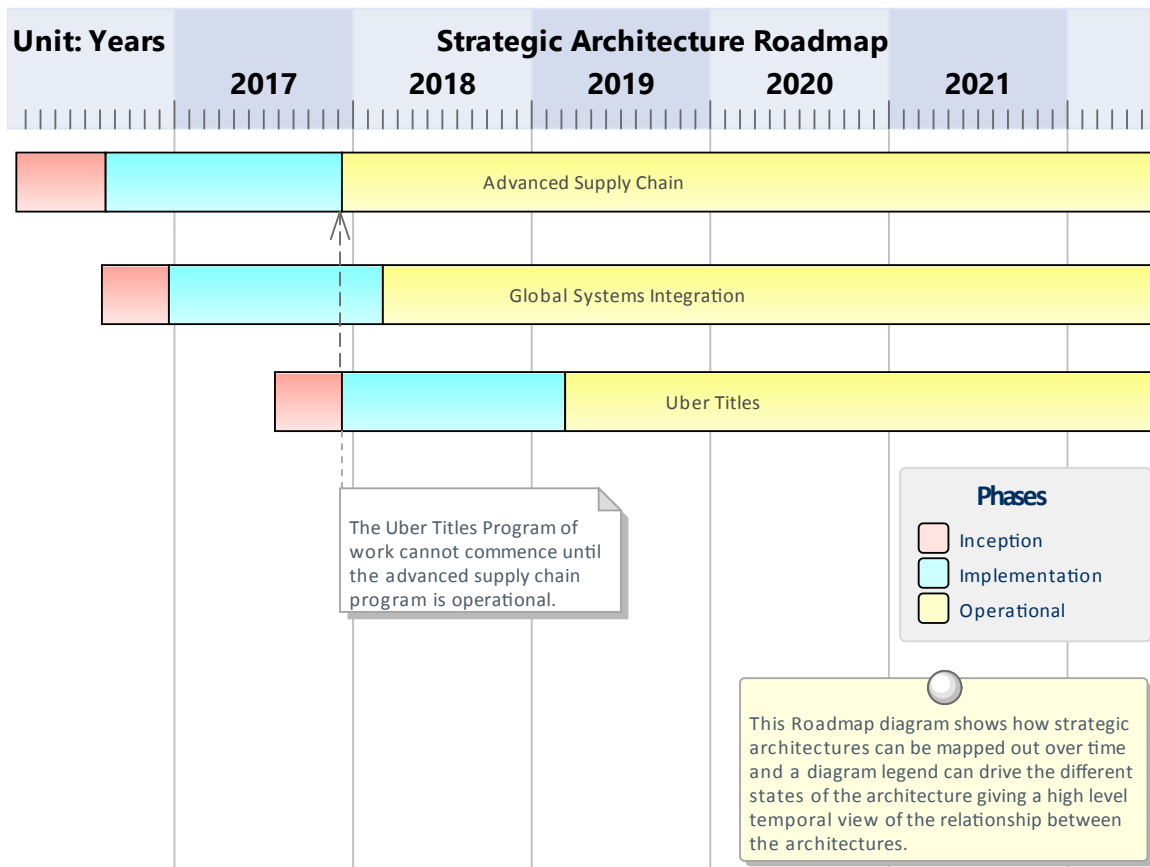 Unit: Years
Strategic Architecture Roadmap
2017 2018 2019 2020 2021
Advanced Supply Chain
Global Systems Integration
Uber Titles
The Uber Titles Program of
work cannot commence until
the advanced supply chain
program is operational.
Phases
Inception
Implementation
Operational
This Roadmap diagram shows how strategic
architectures can be mapped out over time
and a diagram legend can drive the different
states of the architecture giving a high level
temporal view of the relationship between
the architectures.